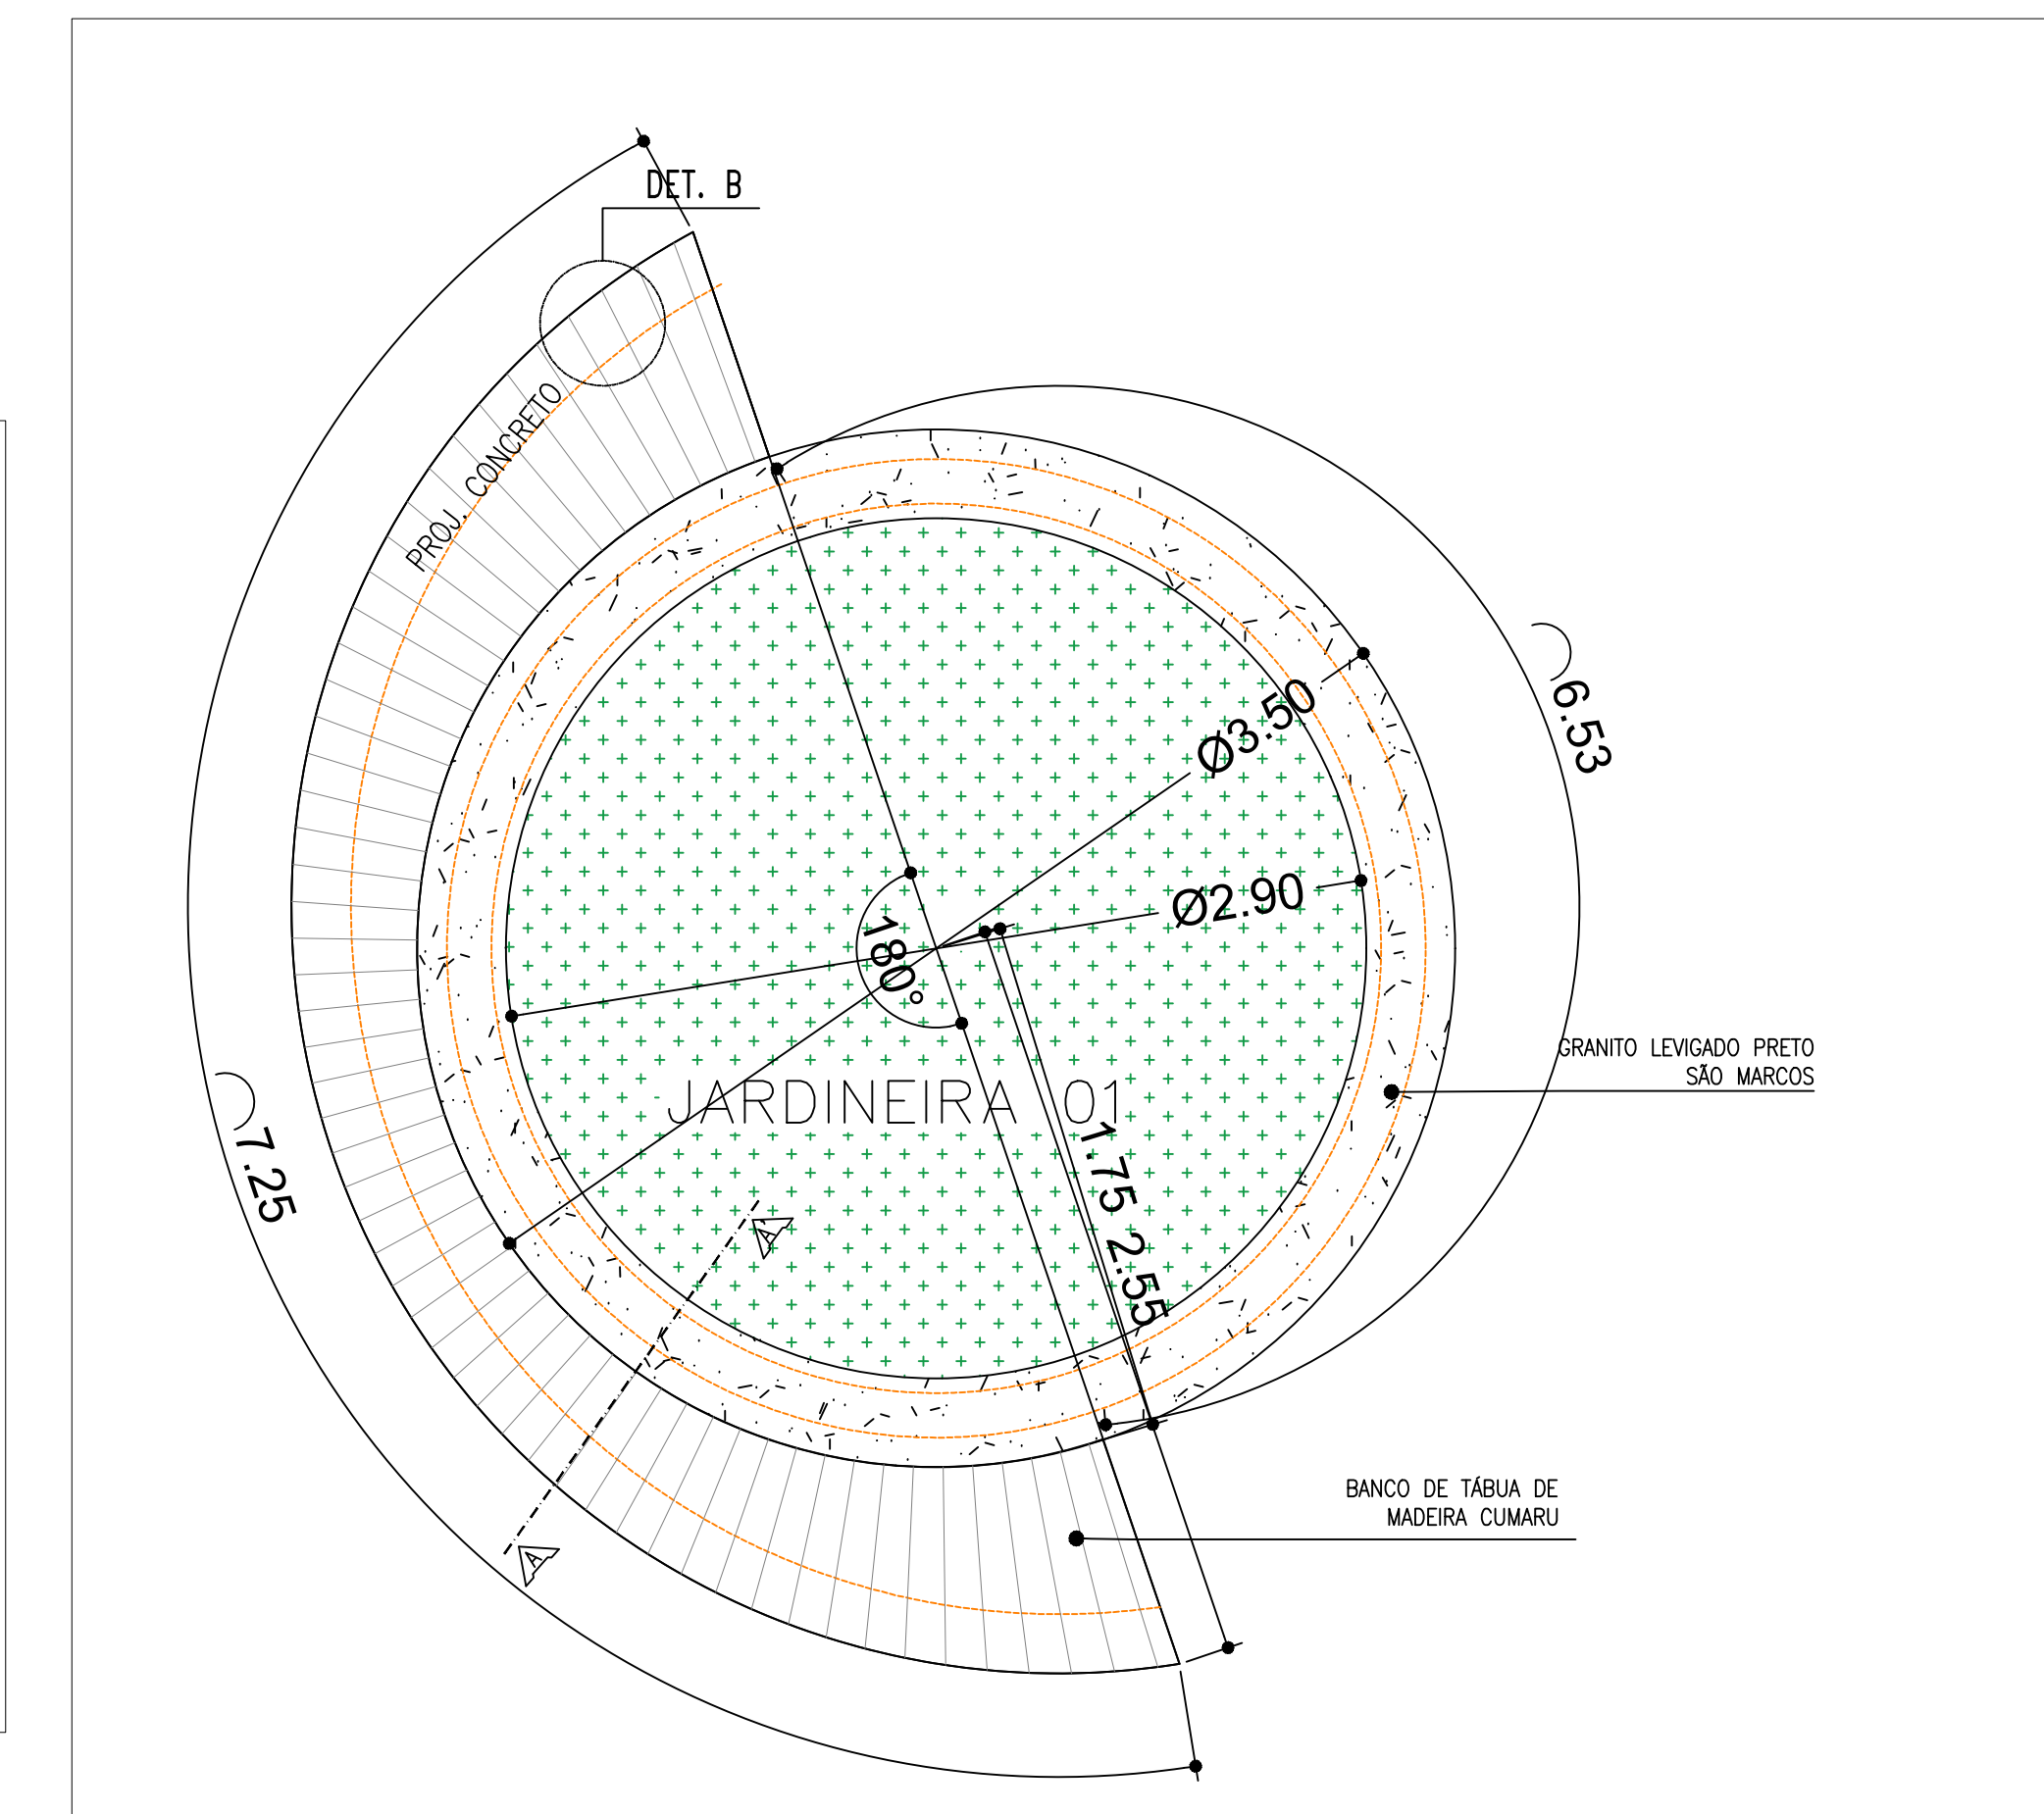 DET. B
PROJ. CONCRETO
6.53
Ø3.50
Ø2.90
180°
GRANITO LEVIGADO PRETO
SÃO MARCOS
7.25
JARDINEIRA 01
1.75
2.55
A
A
BANCO DE TÁBUA DE
MADEIRA CUMARU